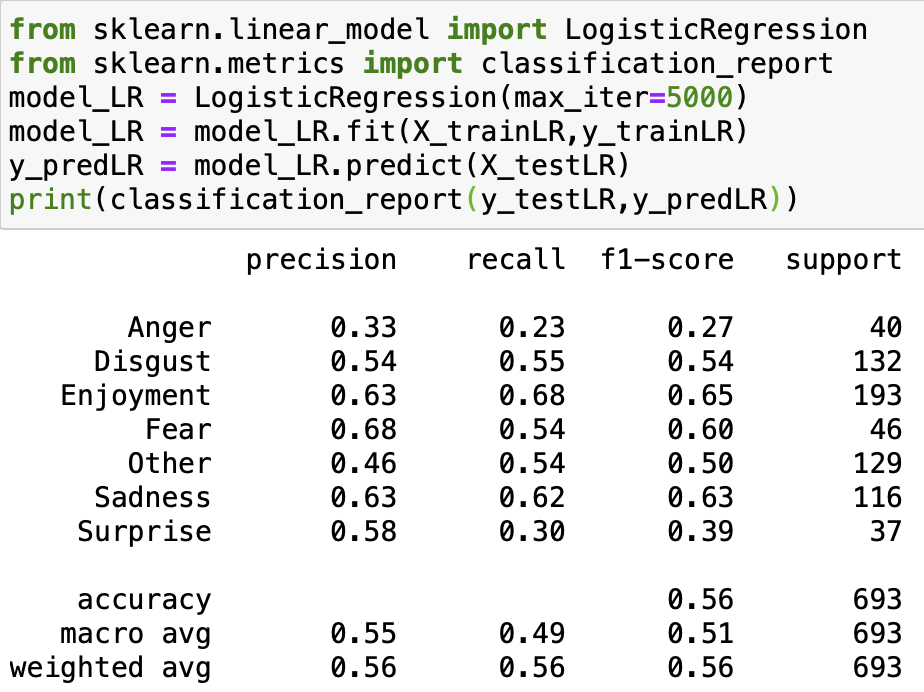 from sklearn.linear_model import LogisticRegression
from sklearn.metrics import classification_report
model_LR = LogisticRegression(max_iter=5000)
model_LR = model_LR.fit(X_trainLR,y_trainLR)
y_predLR = model_LR.predict(X_testLR)
print(classification_report(y_testLR,y_predLR))
precision recall f1-score support
Anger 0.33 0.23 0.27 40
Disgust 0.54 0.55 0.54 132
Enjoyment 0.63 0.68 0.65 193
Fear 0.68 0.54 0.60 46
Other 0.46 0.54 0.50 129
Sadness 0.63 0.62 0.63 116
Surprise 0.58 0.30 0.39 37
accuracy 0.56 693
macro avg 0.55 0.49 0.51 693
weighted avg 0.56 0.56 0.56 693